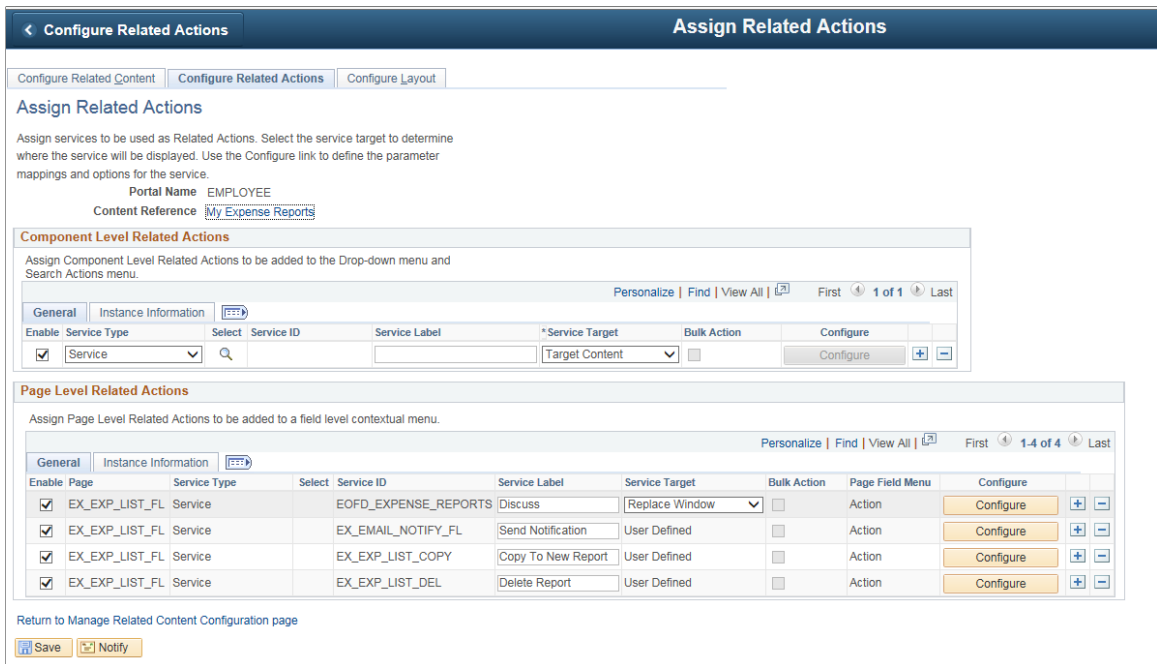 Configure Related Actions
Assign Related Actions
Configure Related Content Configure Related Actions Configure Layout
Assign Related Actions
Assign services to be used as Related Actions. Select the service target to determine
where the service will be displayed. Use the Configure link to define the parameter
mappings and options for the service.
Portal Name EMPLOYEE
Content Reference My Expense Reports
Component Level Related Actions
Assign Component Level Related Actions to be added to the Drop-down menu and
Search Actions menu.
Personalize | Find | View All | First 1 of 1 Last
General Instance Information
Enable Service Type Select Service ID Service Label *Service Target Bulk Action Configure
Service Target Content Configure
Page Level Related Actions
Assign Page Level Related Actions to be added to a field level contextual menu.
Personalize | Find | View All | First 1-4 of 4 Last
General Instance Information
Enable Page Service Type Select Service ID Service Label Service Target Bulk Action Page Field Menu Configure
EX_EXP_LIST_FL Service EOFD_EXPENSE_REPORTS Discuss Replace Window Action Configure
EX_EXP_LIST_FL Service EX_EMAIL_NOTIFY_FL Send Notification User Defined Action Configure
EX_EXP_LIST_FL Service EX_EXP_LIST_COPY Copy To New Report User Defined Action Configure
EX_EXP_LIST_FL Service EX_EXP_LIST_DEL Delete Report User Defined Action Configure
Return to Manage Related Content Configuration page
Save Notify